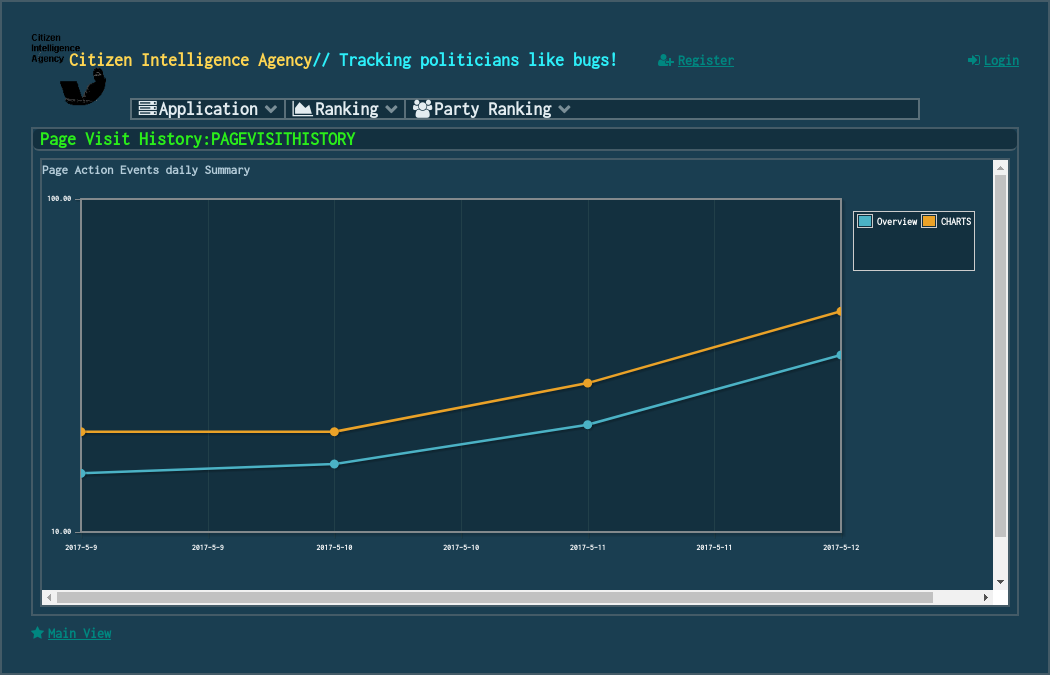 Citizen
Intelligence
Agency
Citizen Intelligence Agency// Tracking politicians like bugs!
Register
Login
Application
Ranking
Party Ranking
Page Visit History:PAGEVISITHISTORY
Page Action Events daily Summary
100.00
Overview
CHARTS
10.00
2017-5-9
2017-5-9
2017-5-10
2017-5-10
2017-5-11
2017-5-11
2017-5-12
Main View